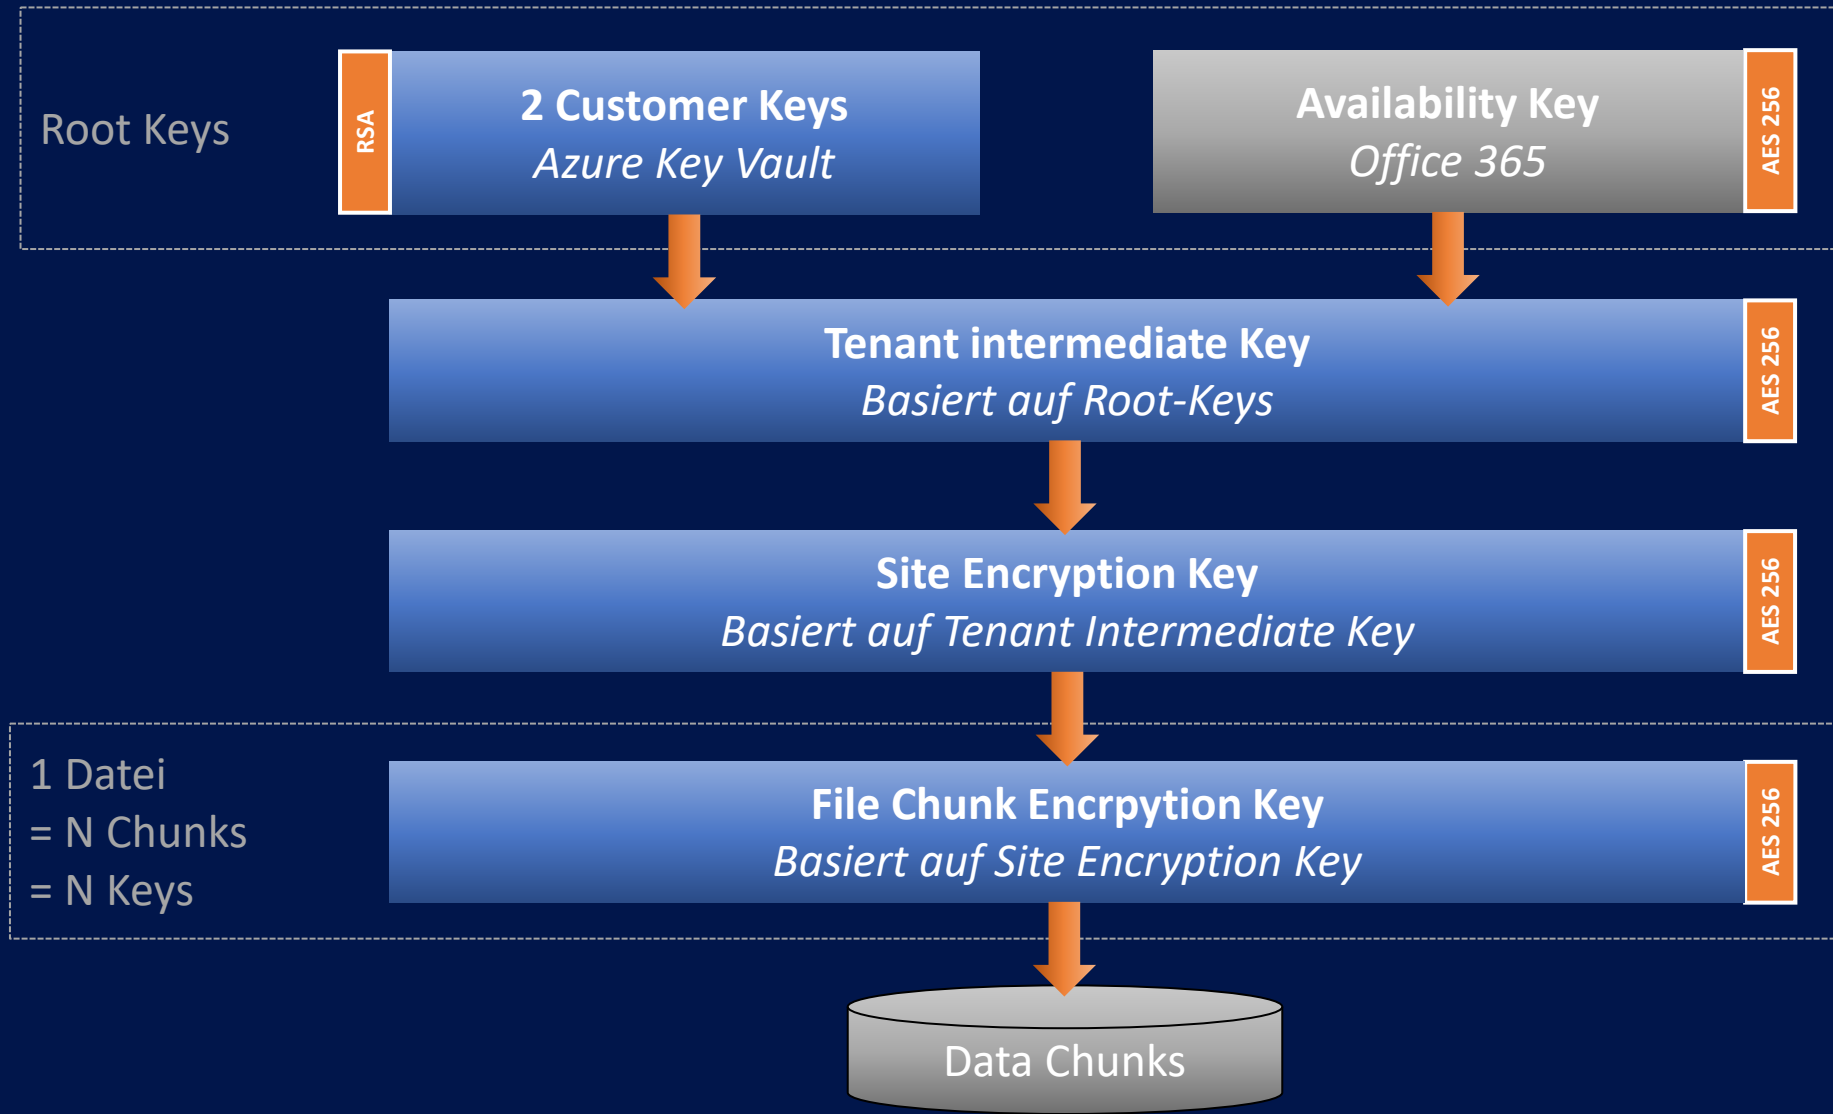 Root Keys
RSA
2 Customer Keys
Azure Key Vault
Availability Key
Office 365
AES 256
Tenant intermediate Key
Basiert auf Root-Keys
AES 256
Site Encryption Key
Basiert auf Tenant Intermediate Key
AES 256
1 Datei
= N Chunks
= N Keys
File Chunk Encrpytion Key
Basiert auf Site Encryption Key
AES 256
Data Chunks